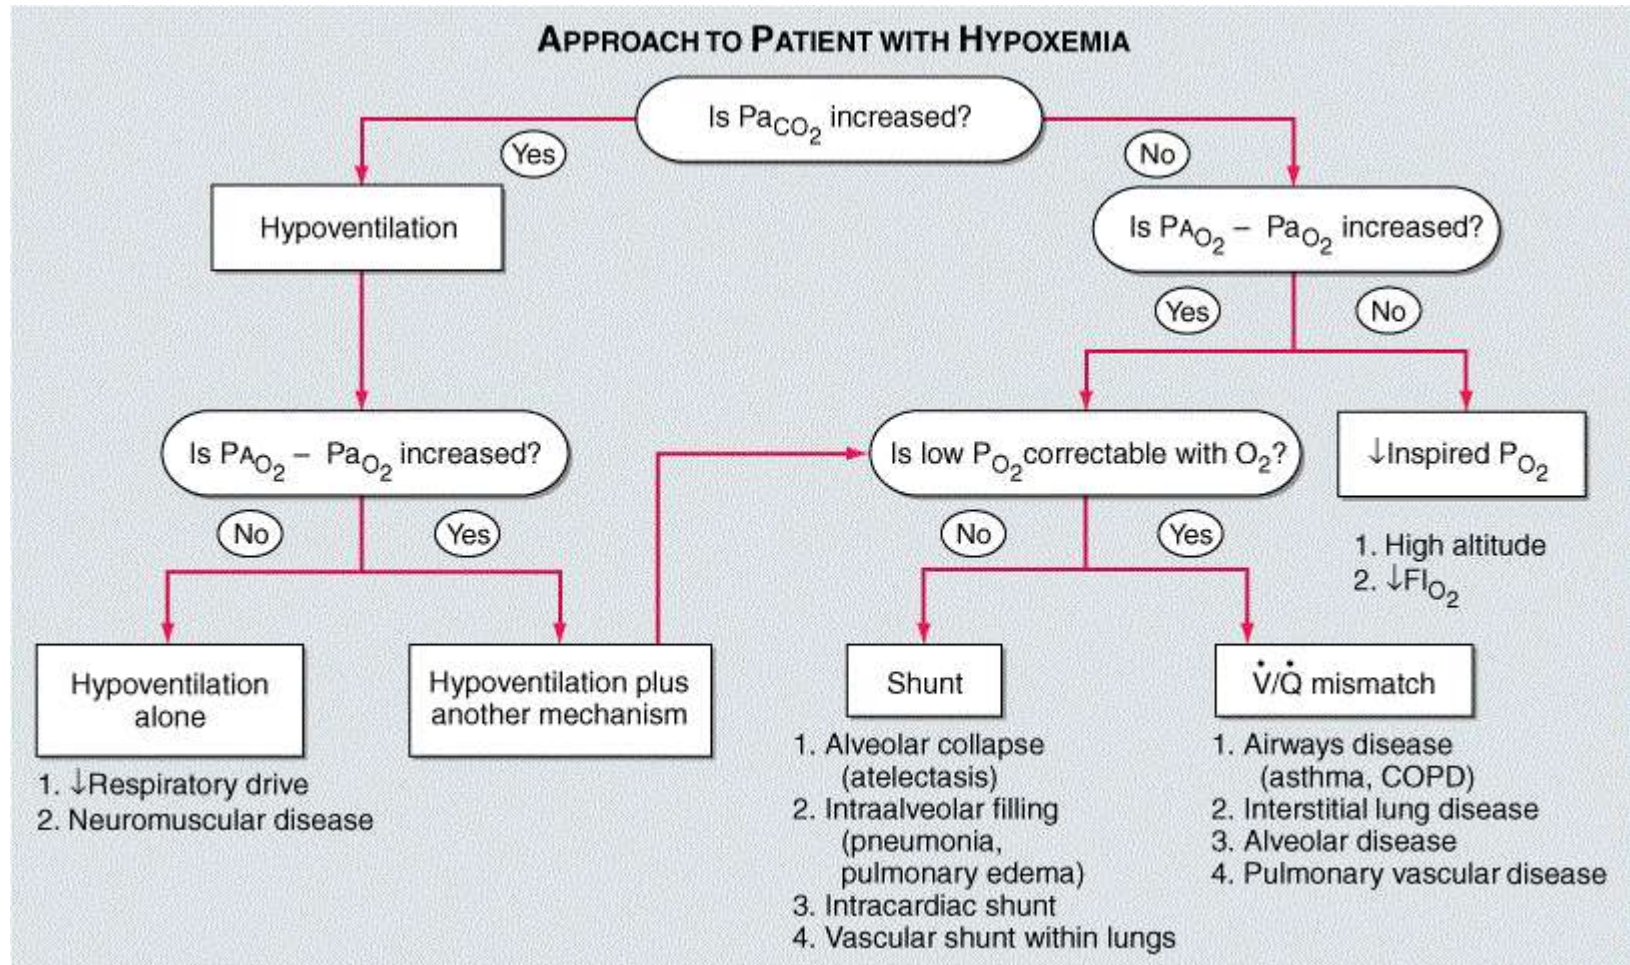 APPROACH TO PATIENT WITH HYPOXEMIA
Is PaCO2 increased?
Yes
No
Hypoventilation
Is PAO2 – PaO2 increased?
Yes
No
Is PAO2 – PaO2 increased?
Is low PO2 correctable with O2?
↓Inspired PO2
No
Yes
No
Yes
1. High altitude
2. ↓FIO2
Hypoventilation
alone
Hypoventilation plus
another mechanism
Shunt
V̇/Q̇ mismatch
1. ↓Respiratory drive
2. Neuromuscular disease
1. Alveolar collapse
(atelectasis)
2. Intraalveolar filling
(pneumonia,
pulmonary edema)
3. Intracardiac shunt
4. Vascular shunt within lungs
1. Airways disease
(asthma, COPD)
2. Interstitial lung disease
3. Alveolar disease
4. Pulmonary vascular disease